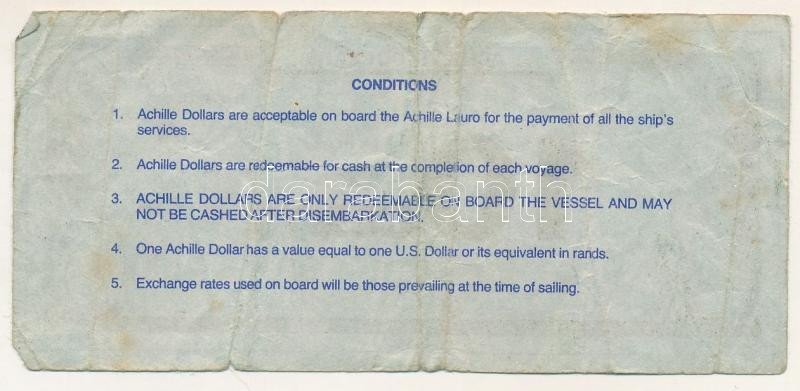 CONDITIONS
1. Achille Dollars are acceptable on board the Achille Lauro for the payment of all the ship's
services.
2. Achille Dollars are redeemable for cash at the completion of each voyage.
3. ACHILLE DOLLARS ARE ONLY REDEEMABLE ON BOARD THE VESSEL AND MAY
NOT BE CASHED AFTER DISEMBARKATION.
darabanth
4. One Achille Dollar has a value equal to one U.S. Dollar or its equivalent in rands.
5. Exchange rates used on board will be those prevailing at the time of sailing.